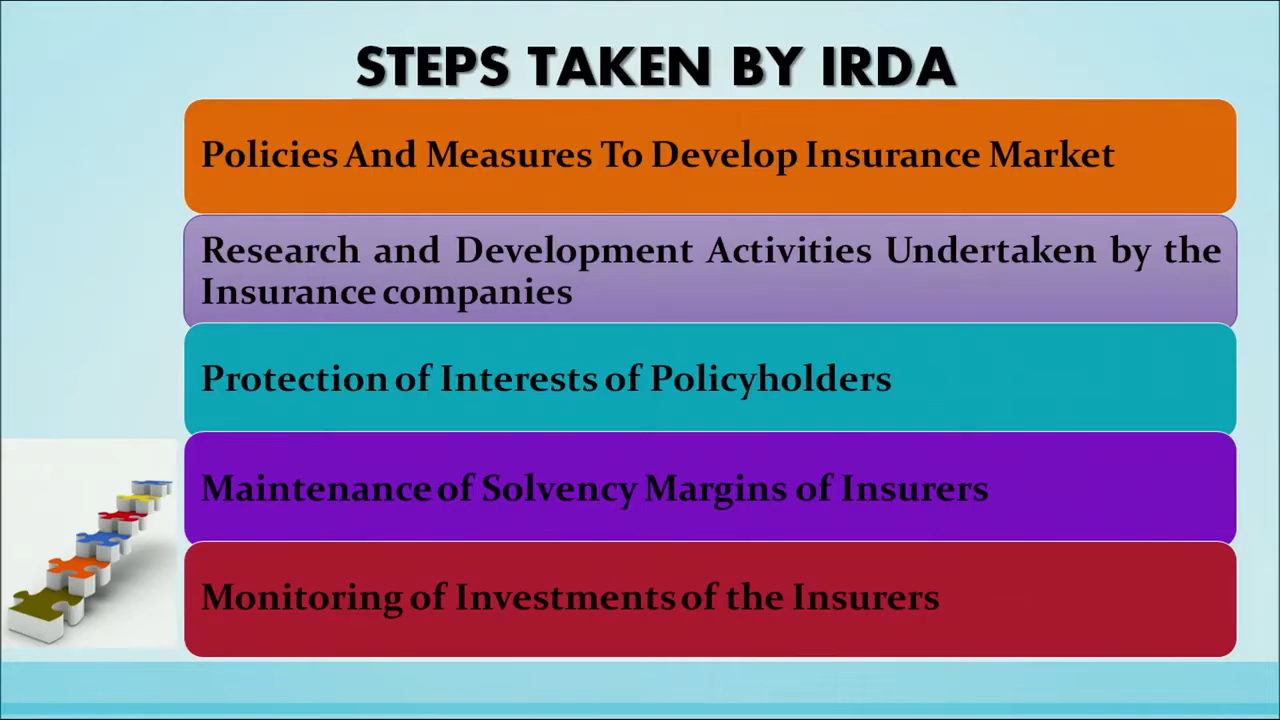 STEPS TAKEN BY IRDA
Policies And Measures To Develop Insurance Market
Research and Development Activities Undertaken by the
Insurance companies
Protection of Interests of Policyholders
Maintenance of Solvency Margins of Insurers
Monitoring of Investments of the Insurers